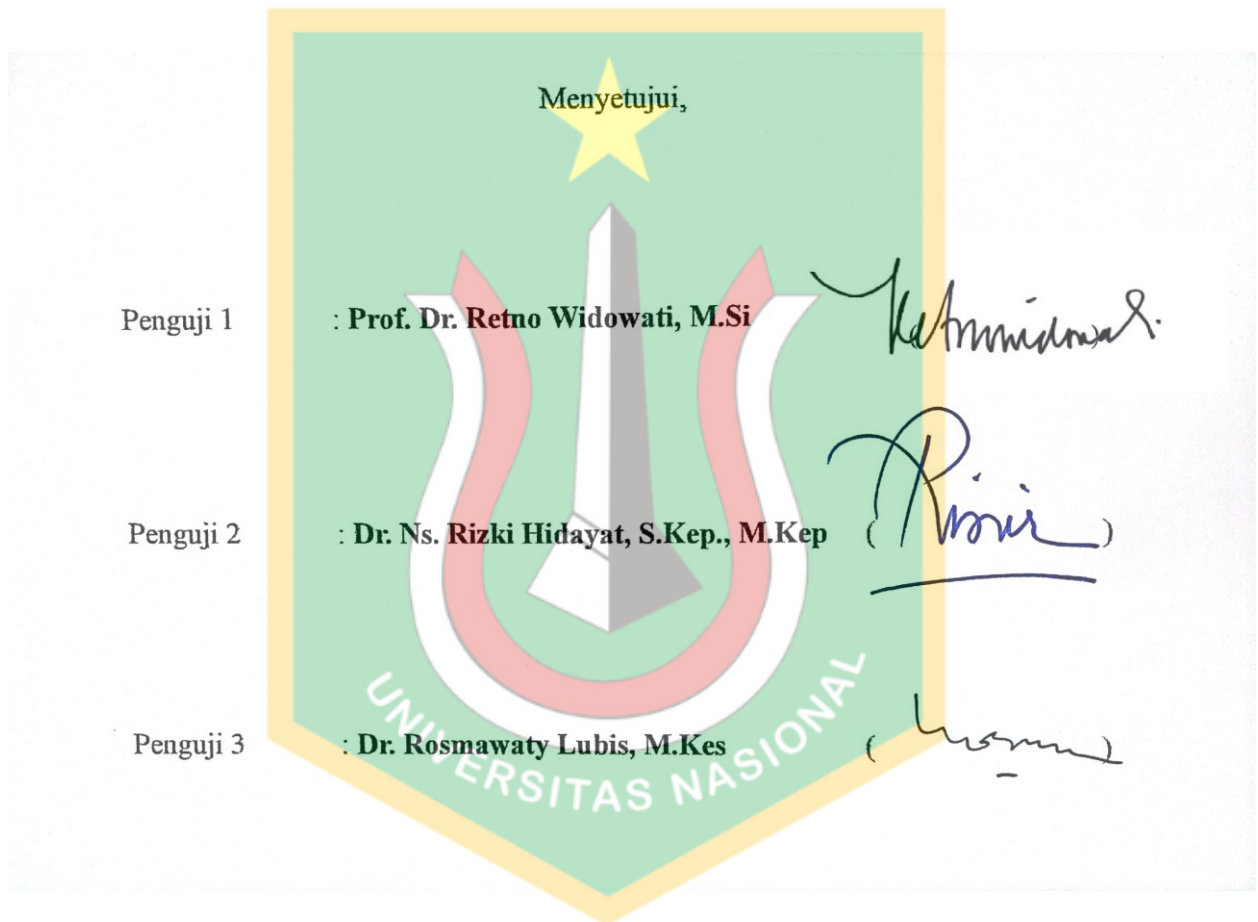 Menyetujui,
Penguji 1 : Prof. Dr. Retno Widowati, M.Si
Penguji 2 : Dr. Ns. Rizki Hidayat, S.Kep., M.Kep ( )
Penguji 3 : Dr. Rosmawaty Lubis, M.Kes ( )
UNIVERSITAS NASIONAL